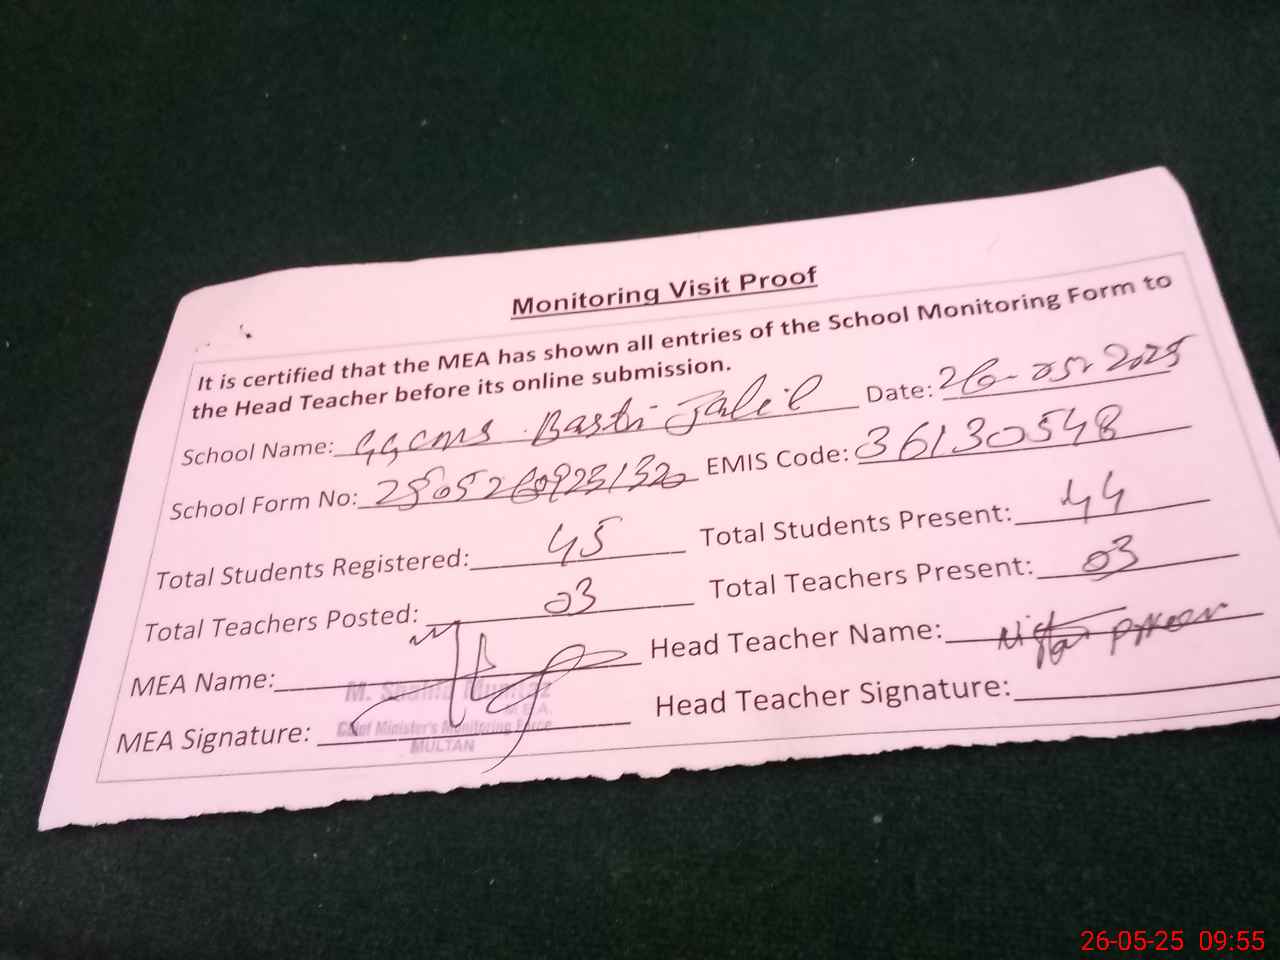 Monitoring Visit Proof
It is certified that the MEA has shown all entries of the School Monitoring Form to
the Head Teacher before its online submission.
School Name: GGCMS Basti Jalil Date: 26-05-2025
School Form No: EMIS Code: 36130548
Total Students Registered: 45 Total Students Present: 44
Total Teachers Posted: 03 Total Teachers Present: 03
MEA Name: Head Teacher Name:
MEA Signature: Head Teacher Signature:
M.
M.E.A.
Chief Minister's Monitoring Force
MULTAN
26-05-25 09:55